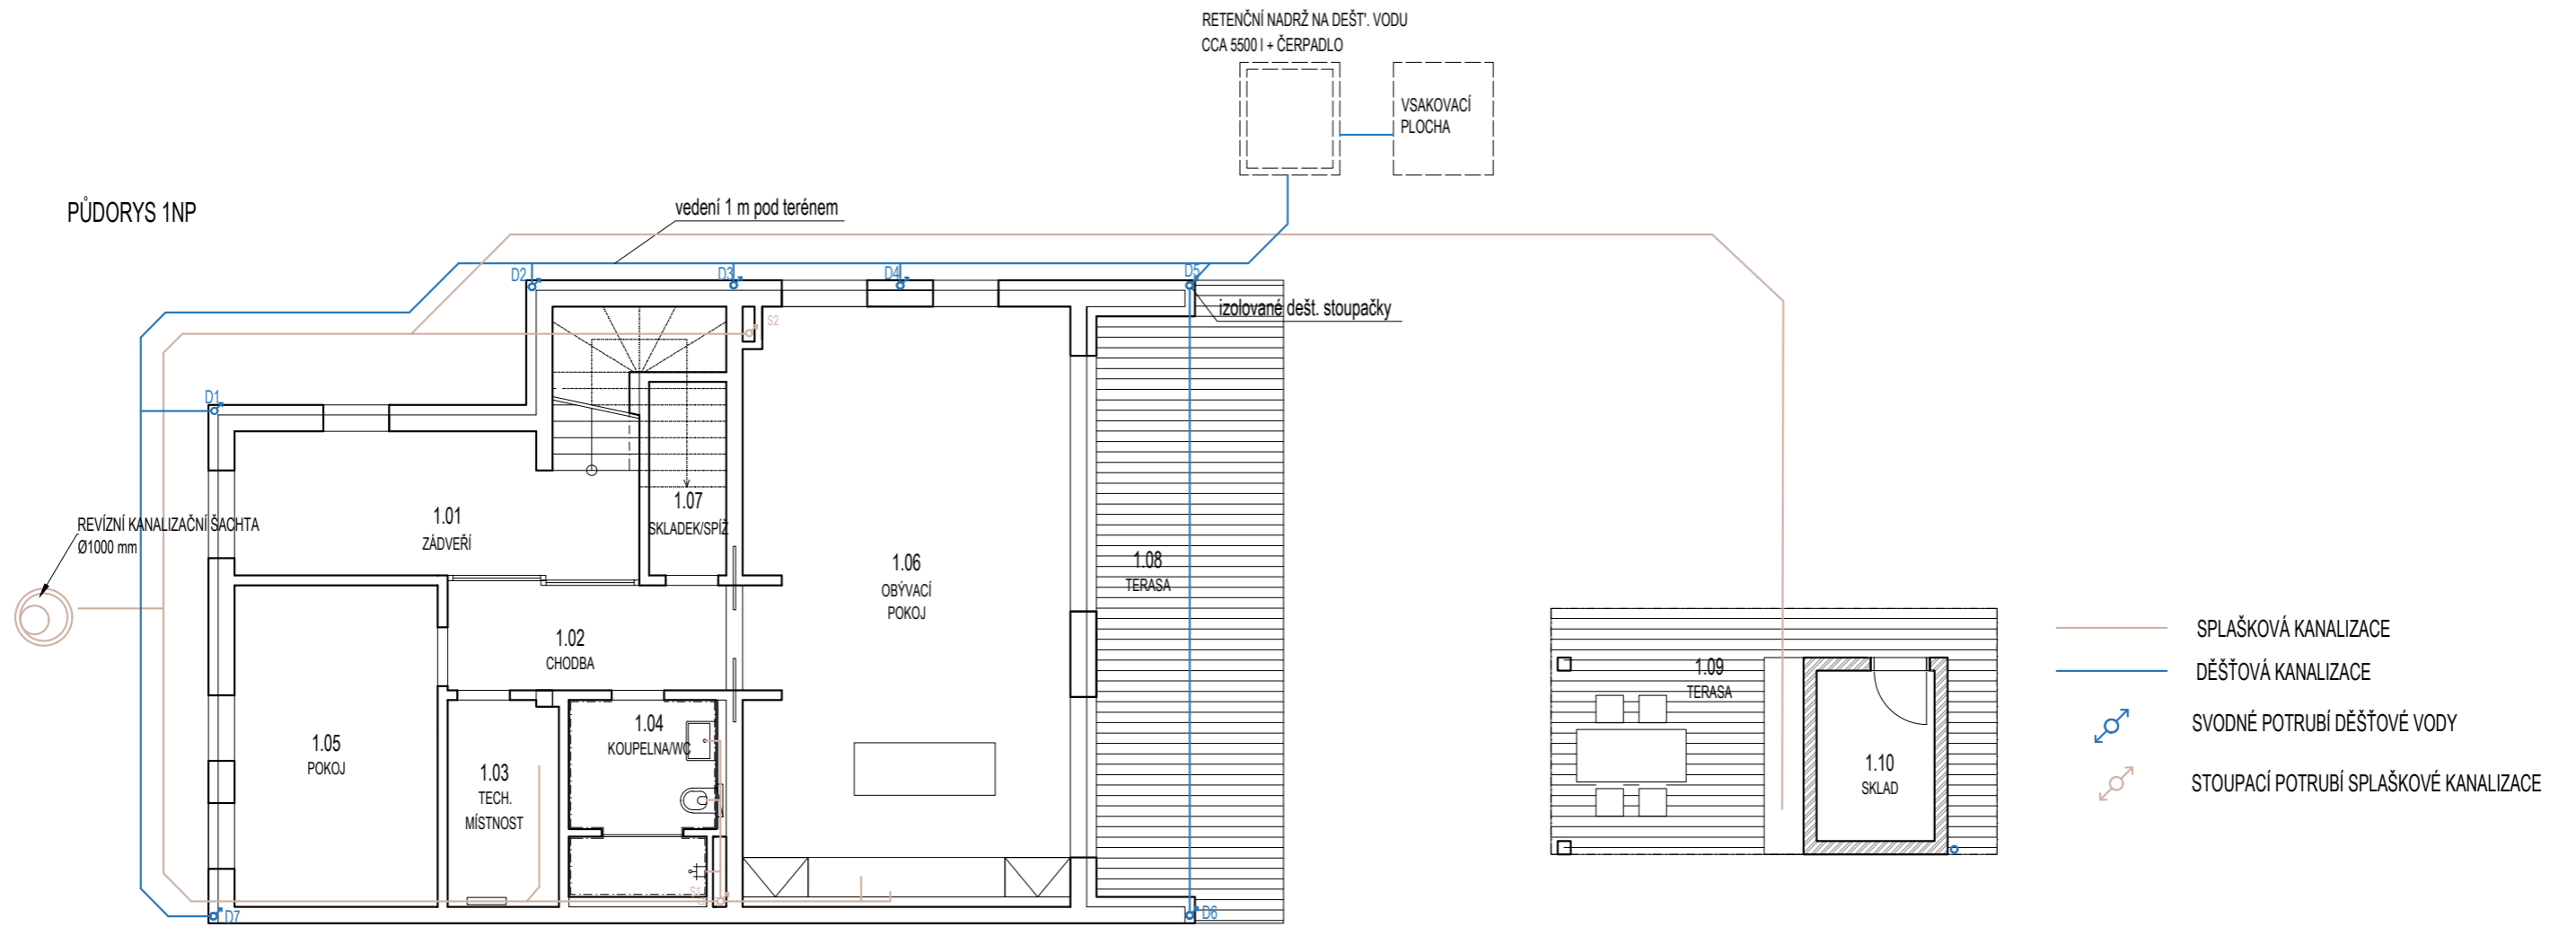 RETENČNÍ NADRŽ NA DEŠŤ. VODU
CCA 5500 l + ČERPADLO
VSAKOVACÍ
PLOCHA
PŮDORYS 1NP
vedení 1 m pod terénem
D2
D3
D4
D5
izolované dešt. stoupačky
S2
D1
REVÍZNÍ KANALIZAČNÍ ŠACHTA
Ø1000 mm
1.01
ZÁDVEŘÍ
1.07
SKLADEK/SPÍŽ
1.06
OBÝVACÍ
POKOJ
1.08
TERASA
1.02
CHODBA
1.05
POKOJ
1.03
TECH.
MÍSTNOST
1.04
KOUPELNA/WC
S1
D7
D6
1.09
TERASA
1.10
SKLAD
SPLAŠKOVÁ KANALIZACE
DĚŠŤOVÁ KANALIZACE
SVODNÉ POTRUBÍ DĚŠŤOVÉ VODY
STOUPACÍ POTRUBÍ SPLAŠKOVÉ KANALIZACE